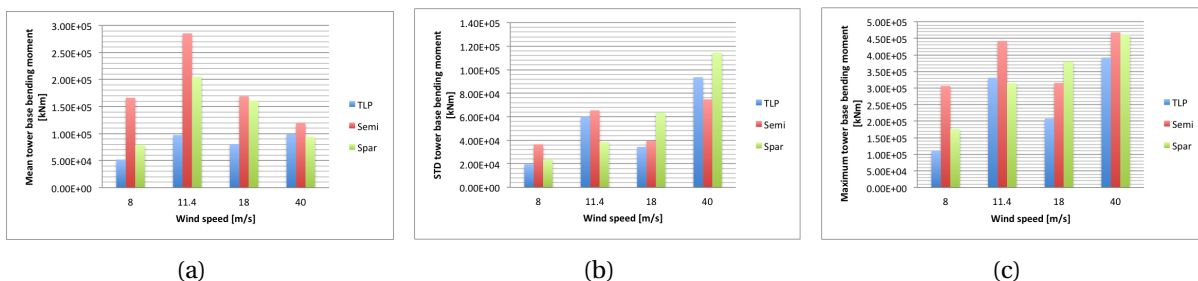 Mean tower base bending moment
[kNm]
3.00E+05
2.50E+05
2.00E+05
1.50E+05
1.00E+05
5.00E+04
0.00E+00
8
11.4
18
40
Wind speed [m/s]
TLP
Semi
Spar
(a)
STD tower base bending moment
[kNm]
1.40E+05
1.20E+05
1.00E+05
8.00E+04
6.00E+04
4.00E+04
2.00E+04
0.00E+00
8
11.4
18
40
Wind speed [m/s]
TLP
Semi
Spar
(b)
Maximum tower base bending moment
[kNm]
5.00E+05
4.50E+05
4.00E+05
3.50E+05
3.00E+05
2.50E+05
2.00E+05
1.50E+05
1.00E+05
5.00E+04
0.00E+00
8
11.4
18
40
Wind speed [m/s]
TLP
Semi
Spar
(c)